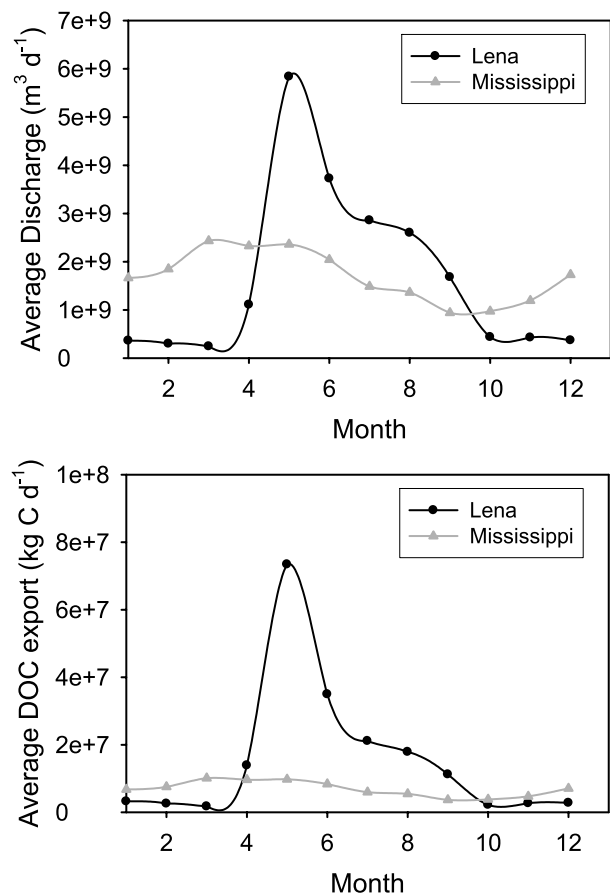 7e+9
6e+9
5e+9
4e+9
3e+9
2e+9
1e+9
0
Average Discharge (m³ d⁻¹)
Lena
Mississippi
2 4 6 8 10 12
Month
1e+8
8e+7
6e+7
4e+7
2e+7
0
Average DOC export (kg C d⁻¹)
Lena
Mississippi
2 4 6 8 10 12
Month